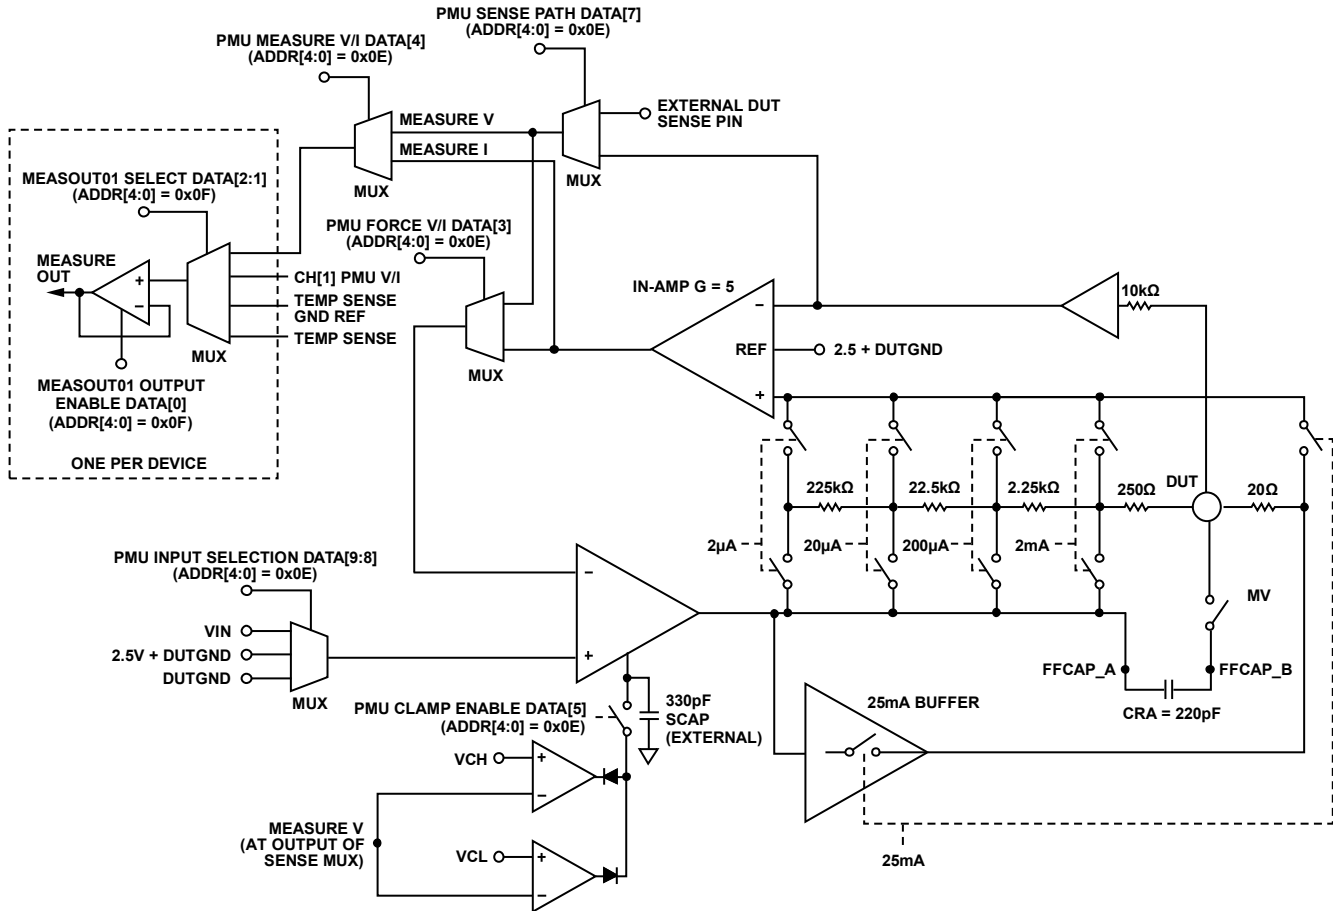 PMU SENSE PATH DATA[7]
(ADDR[4:0] = 0x0E)
PMU MEASURE V/I DATA[4]
(ADDR[4:0] = 0x0E)
EXTERNAL DUT
SENSE PIN
MEASURE V
MEASURE I
MUX
MUX
MEASOUT01 SELECT DATA[2:1]
(ADDR[4:0] = 0x0F)
PMU FORCE V/I DATA[3]
(ADDR[4:0] = 0x0E)
MEASURE
OUT
+
−
CH[1] PMU V/I
TEMP SENSE
GND REF
TEMP SENSE
MUX
MUX
MEASOUT01 OUTPUT
ENABLE DATA[0]
(ADDR[4:0] = 0x0F)
ONE PER DEVICE
IN-AMP G = 5
−
REF
+
2.5 + DUTGND
10kΩ
225kΩ
22.5kΩ
2.25kΩ
250Ω
DUT
20Ω
2µA
20µA
200µA
2mA
MV
PMU INPUT SELECTION DATA[9:8]
(ADDR[4:0] = 0x0E)
VIN
2.5V + DUTGND
DUTGND
MUX
−
+
FFCAP_A
FFCAP_B
CRA = 220pF
PMU CLAMP ENABLE DATA[5]
(ADDR[4:0] = 0x0E)
330pF
SCAP
(EXTERNAL)
25mA BUFFER
VCH
+
−
MEASURE V
(AT OUTPUT OF
SENSE MUX)
VCL
+
−
25mA